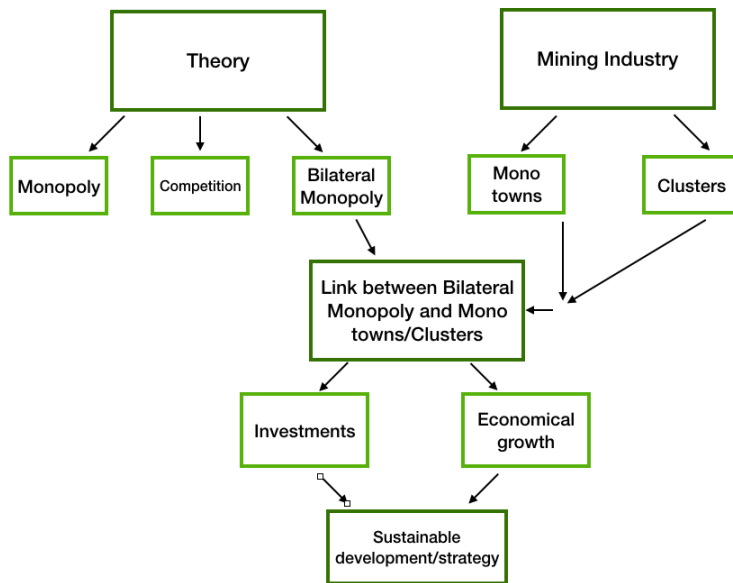 Theory
Mining Industry
Monopoly
Competition
Bilateral
Monopoly
Mono
towns
Clusters
Link between Bilateral
Monopoly and Mono
towns/Clusters
Investments
Economical
growth
Sustainable
development/strategy